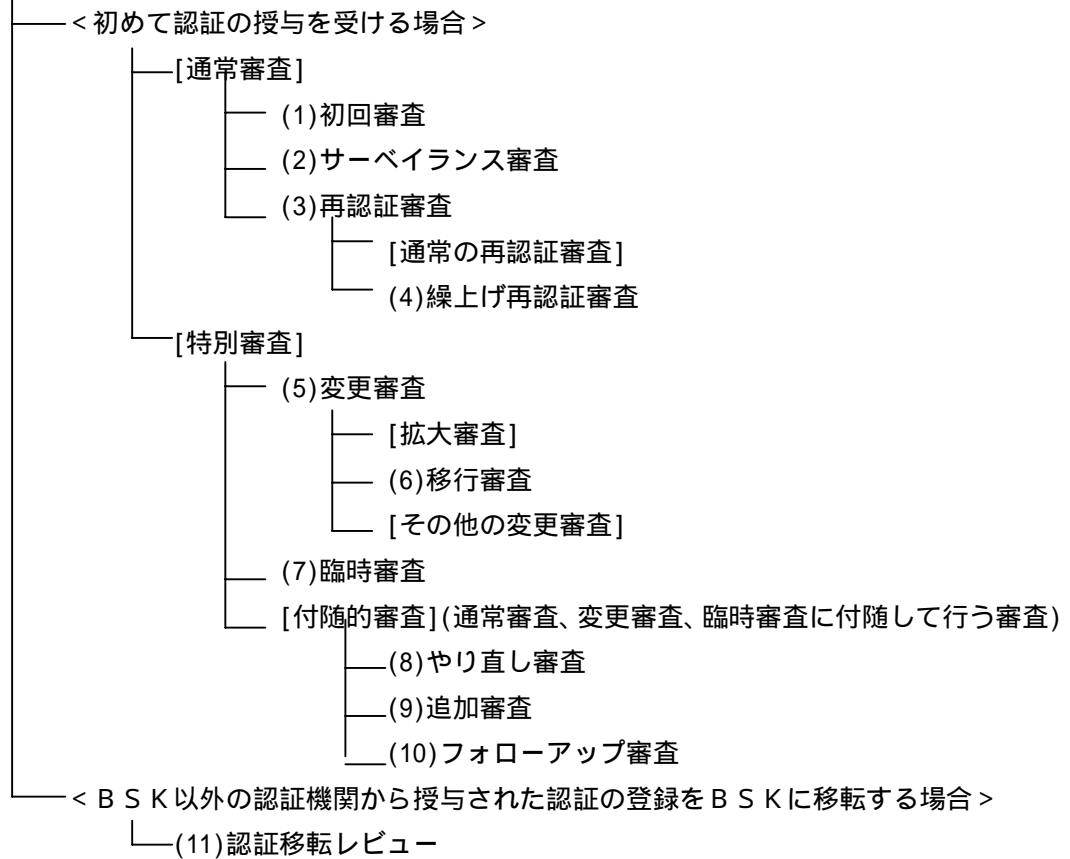 <初めて認証の授与を受ける場合>
[通常審査]
(1)初回審査
(2)サーベイランス審査
(3)再認証審査
[通常の再認証審査]
(4)繰上げ再認証審査
[特別審査]
(5)変更審査
[拡大審査]
(6)移行審査
[その他の変更審査]
(7)臨時審査
[付随的審査](通常審査、変更審査、臨時審査に付随して行う審査)
(8)やり直し審査
(9)追加審査
(10)フォローアップ審査
<BSK以外の認証機関から授与された認証の登録をBSKに移転する場合>
(11)認証移転レビュー